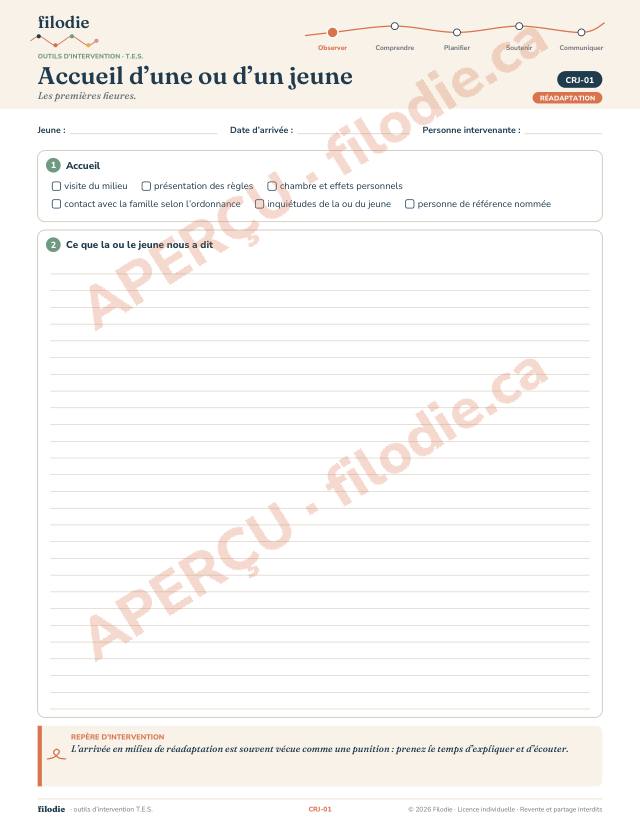 filodie
Observer Comprendre Planifier Soutenir Communiquer
OUTILS D'INTERVENTION · T.E.S.
Accueil d'une ou d'un jeune
Les premières heures.
CRJ-01
RÉADAPTATION
Jeune : Date d'arrivée : Personne intervenante :
1 Accueil
visite du milieu présentation des règles chambre et effets personnels
contact avec la famille selon l'ordonnance inquiétudes de la ou du jeune personne de référence nommée
2 Ce que la ou le jeune nous a dit
APERÇU · filodie.ca
APERÇU · filodie.ca
REPÈRE D'INTERVENTION
L'arrivée en milieu de réadaptation est souvent vécue comme une punition : prenez le temps d'expliquer et d'écouter.
filodie · outils d'intervention T.E.S. CRJ-01 © 2026 Filodie · Licence individuelle · Revente et partage interdits